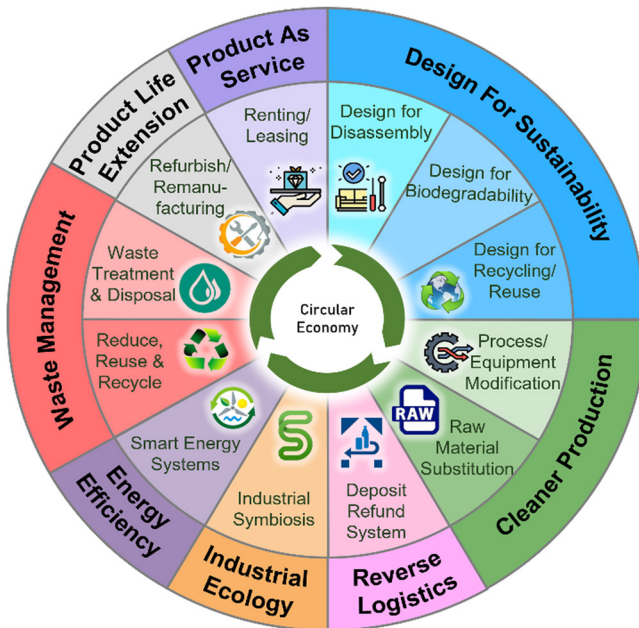 Product As
Service
Design For Sustainability
Product Life
Extension
Renting/
Leasing
Design for
Disassembly
Refurbish/
Remanu-
facturing
Design for
Biodegradability
Waste Management
Waste
Treatment
& Disposal
Design for
Recycling/
Reuse
Circular
Economy
Reduce,
Reuse &
Recycle
Process/
Equipment
Modification
Cleaner Production
RAW
Smart Energy
Systems
Raw
Material
Substitution
Industrial
Symbiosis
Deposit
Refund
System
Energy
Efficiency
Industrial
Ecology
Reverse
Logistics